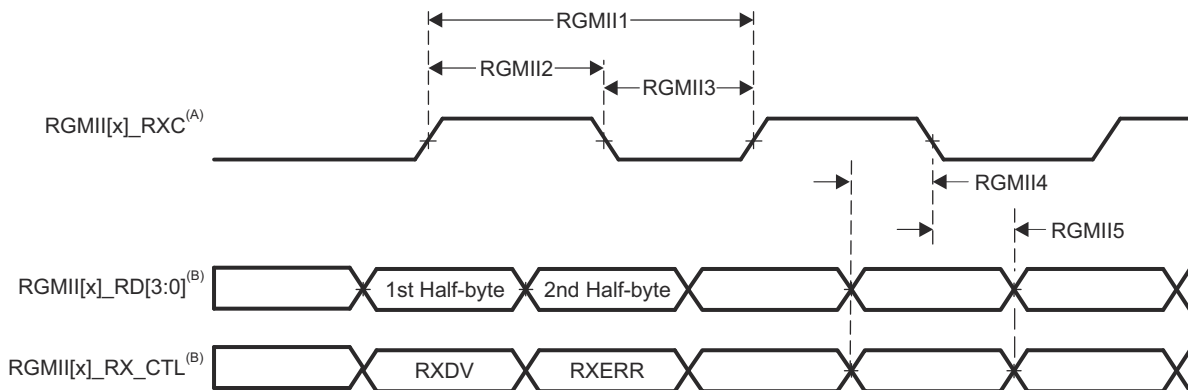 RGMII1
RGMII2
RGMII3
RGMII[x]_RXC(A)
RGMII4
RGMII5
RGMII[x]_RD[3:0](B)
1st Half-byte
2nd Half-byte
RGMII[x]_RX_CTL(B)
RXDV
RXERR